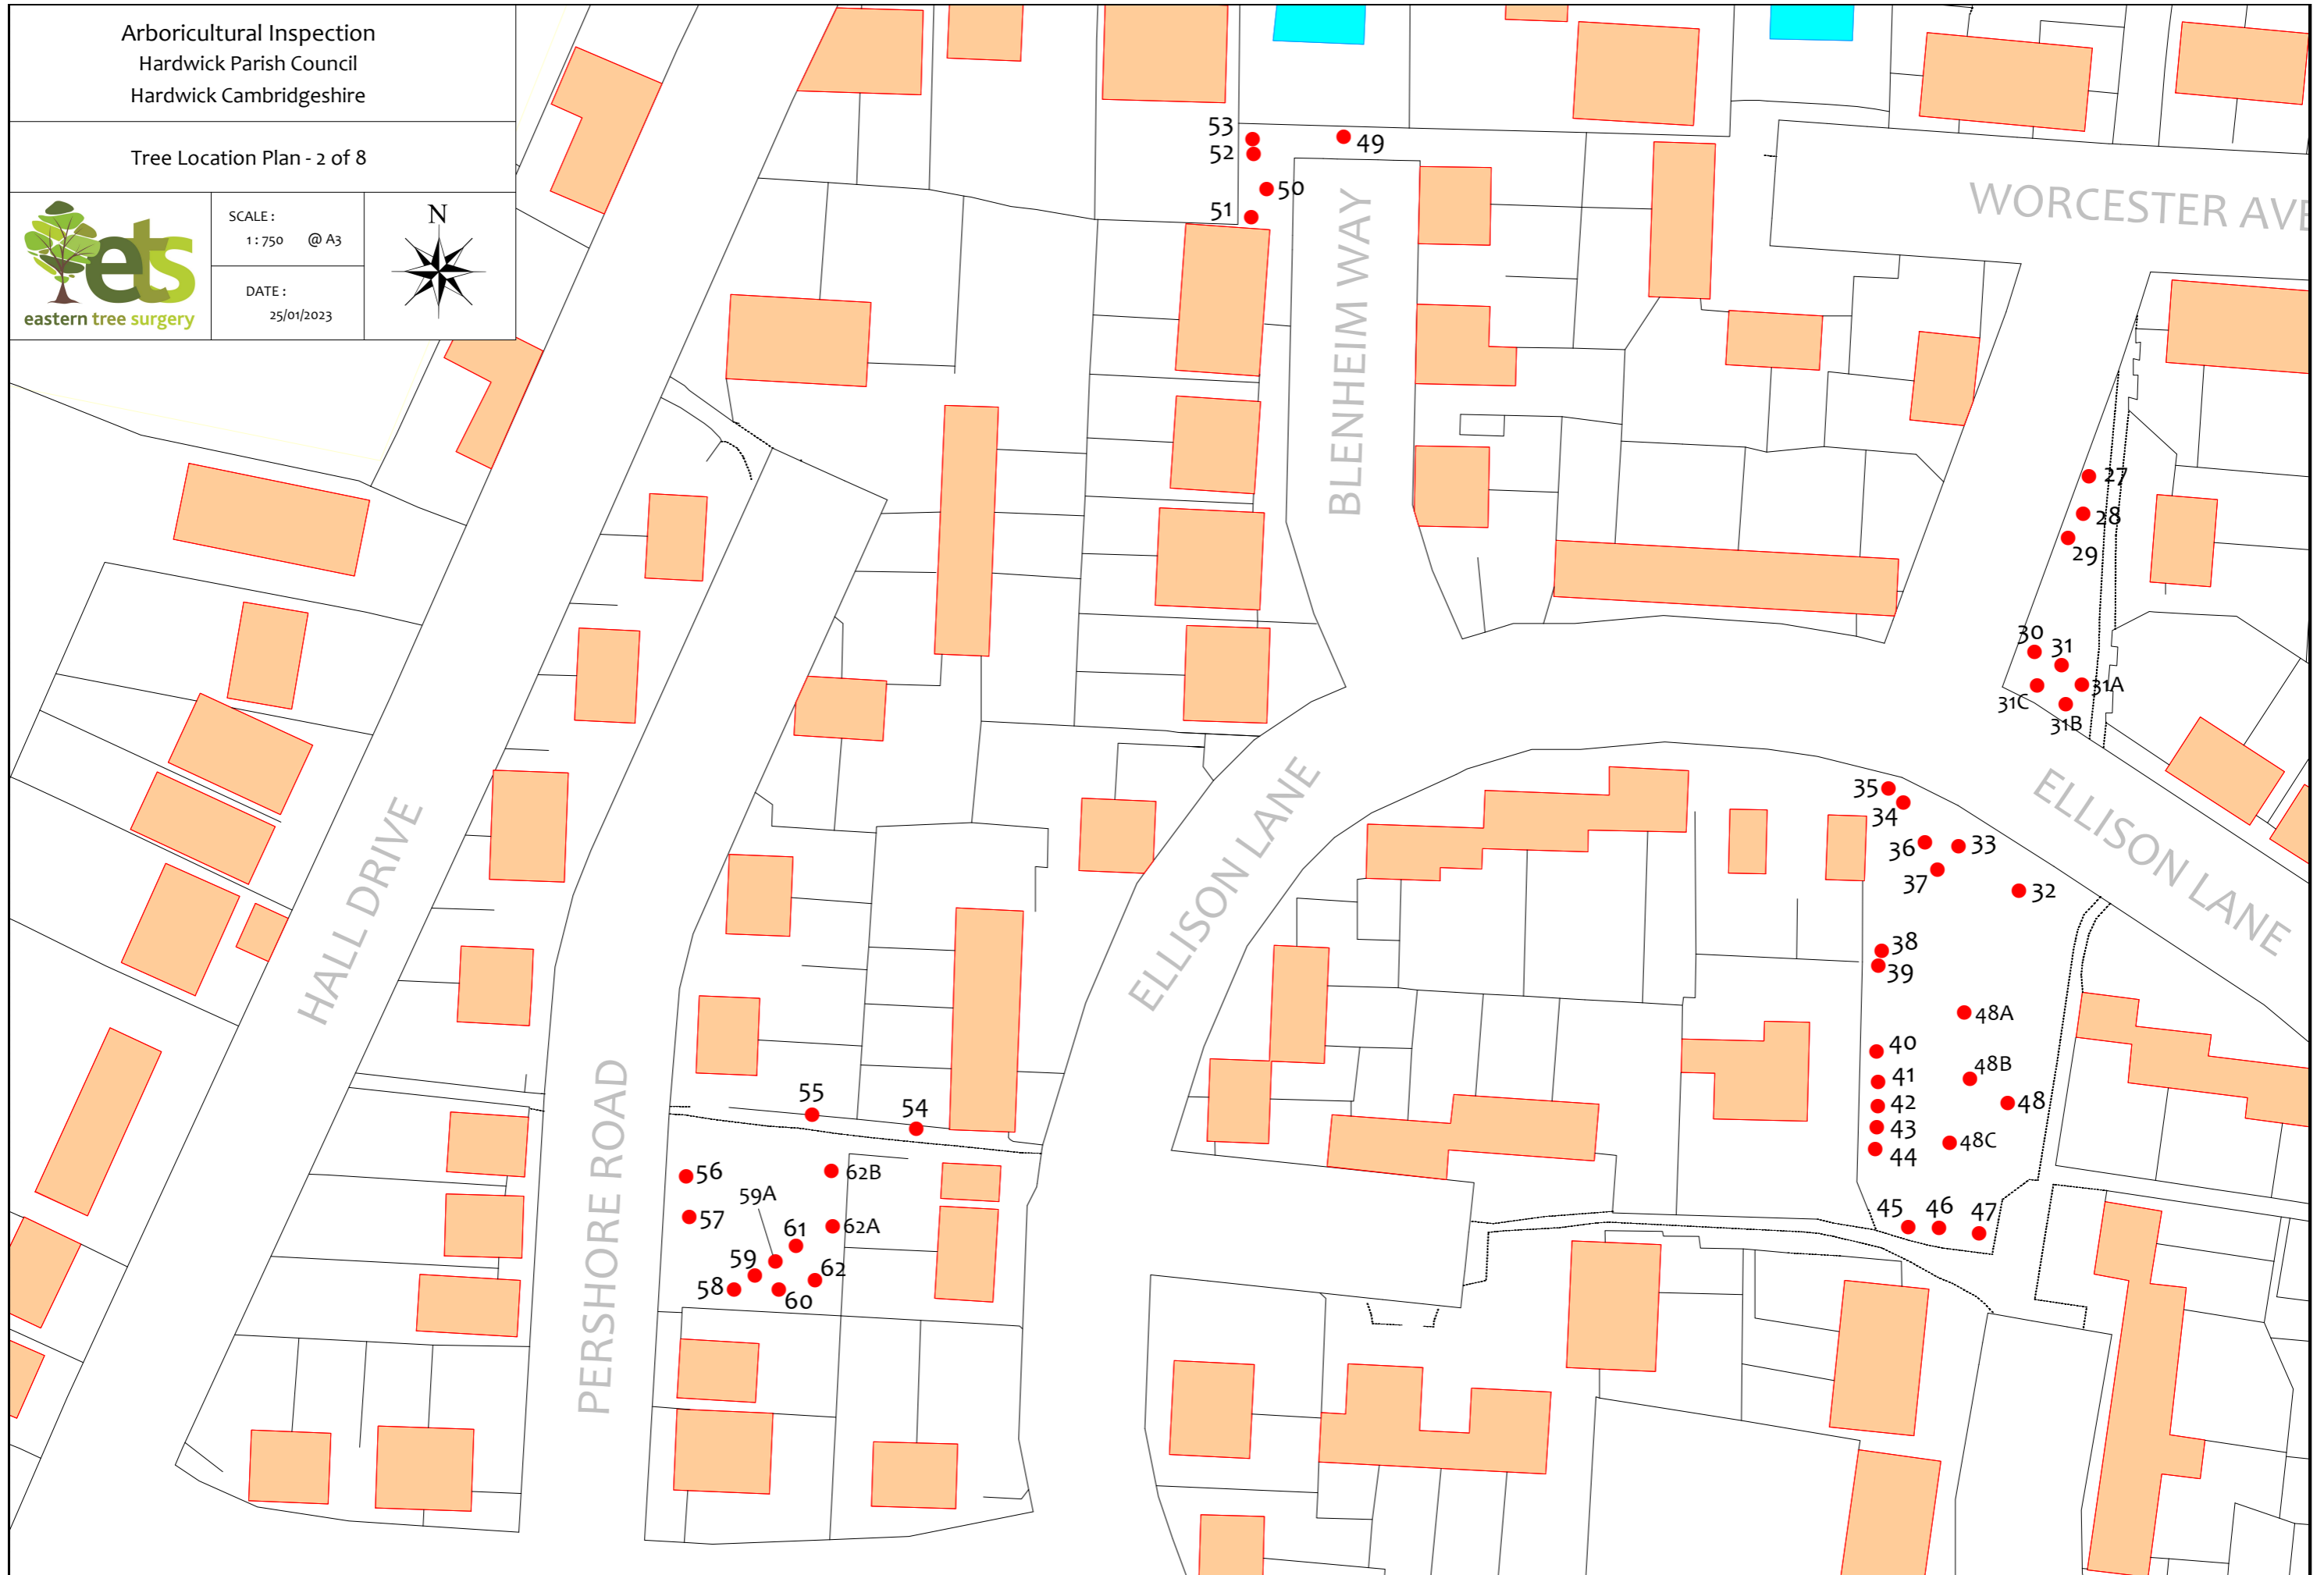 Arboricultural Inspection
Hardwick Parish Council
Hardwick Cambridgeshire
Tree Location Plan - 2 of 8
ets
eastern tree surgery
SCALE :
1 : 750 @ A3
DATE :
25/01/2023
N
53
52
49
50
51
BLENHEIM WAY
WORCESTER AVE
27
28
29
30
31
31A
31C
31B
35
34
36
33
37
32
38
39
48A
40
48B
41
42
48
43
48C
44
45
46
47
ELLISON LANE
ELLISON LANE
HALL DRIVE
PERSHORE ROAD
55
54
56
62B
59A
57
62A
61
59
62
58
60